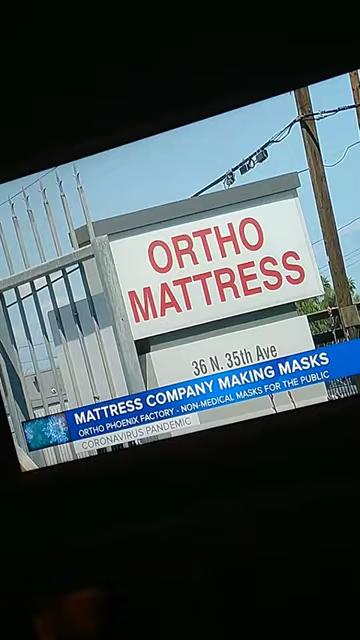 ORTHO
MATTRESS
36 N. 35th Ave
MATTRESS COMPANY MAKING MASKS
ORTHO PHOENIX FACTORY - NON-MEDICAL MASKS FOR THE PUBLIC
CORONAVIRUS PANDEMIC